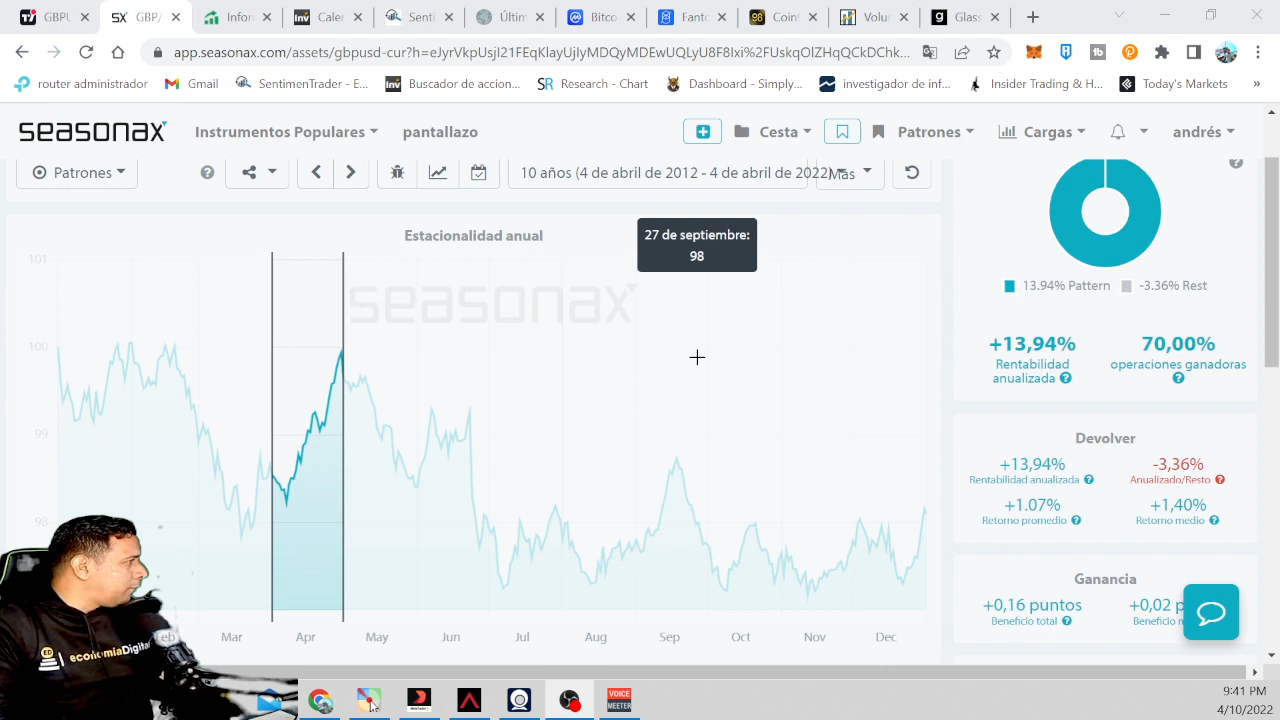 GBPU
GBP/
Infor
Caler
Senti
Últim
Bitco
Fanto
Coin
Volu
Glass
app.seasonax.com/assets/gbpusd-cur?h=
router administrador
Gmail
SentimenTrader - E...
Buscador de accion...
Research - Chart
Dashboard - Simply...
investigador de inf...
Insider Trading & H...
Today's Markets
seasonax
Instrumentos Populares
pantallazo
Cesta
Patrones
Cargas
andrés
Patrones
10 años (4 de abril de 2012 - 4 de abril de 2022)
Más
Estacionalidad anual
27 de septiembre:
98
seasonax
101
100
99
98
Feb
Mar
Apr
May
Jun
Jul
Aug
Sep
Oct
Nov
Dec
13.94% Pattern
-3.36% Rest
+13,94%
Rentabilidad
anualizada
70,00%
operaciones ganadoras
Devolver
+13,94%
Rentabilidad anualizada
-3,36%
Anualizado/Resto
+1.07%
Retorno promedio
+1,40%
Retorno medio
Ganancia
+0,16 puntos
Beneficio total
+0,02 p
Beneficio
economíaDigital
VOICE
MEETER
9:41 PM
4/10/2022